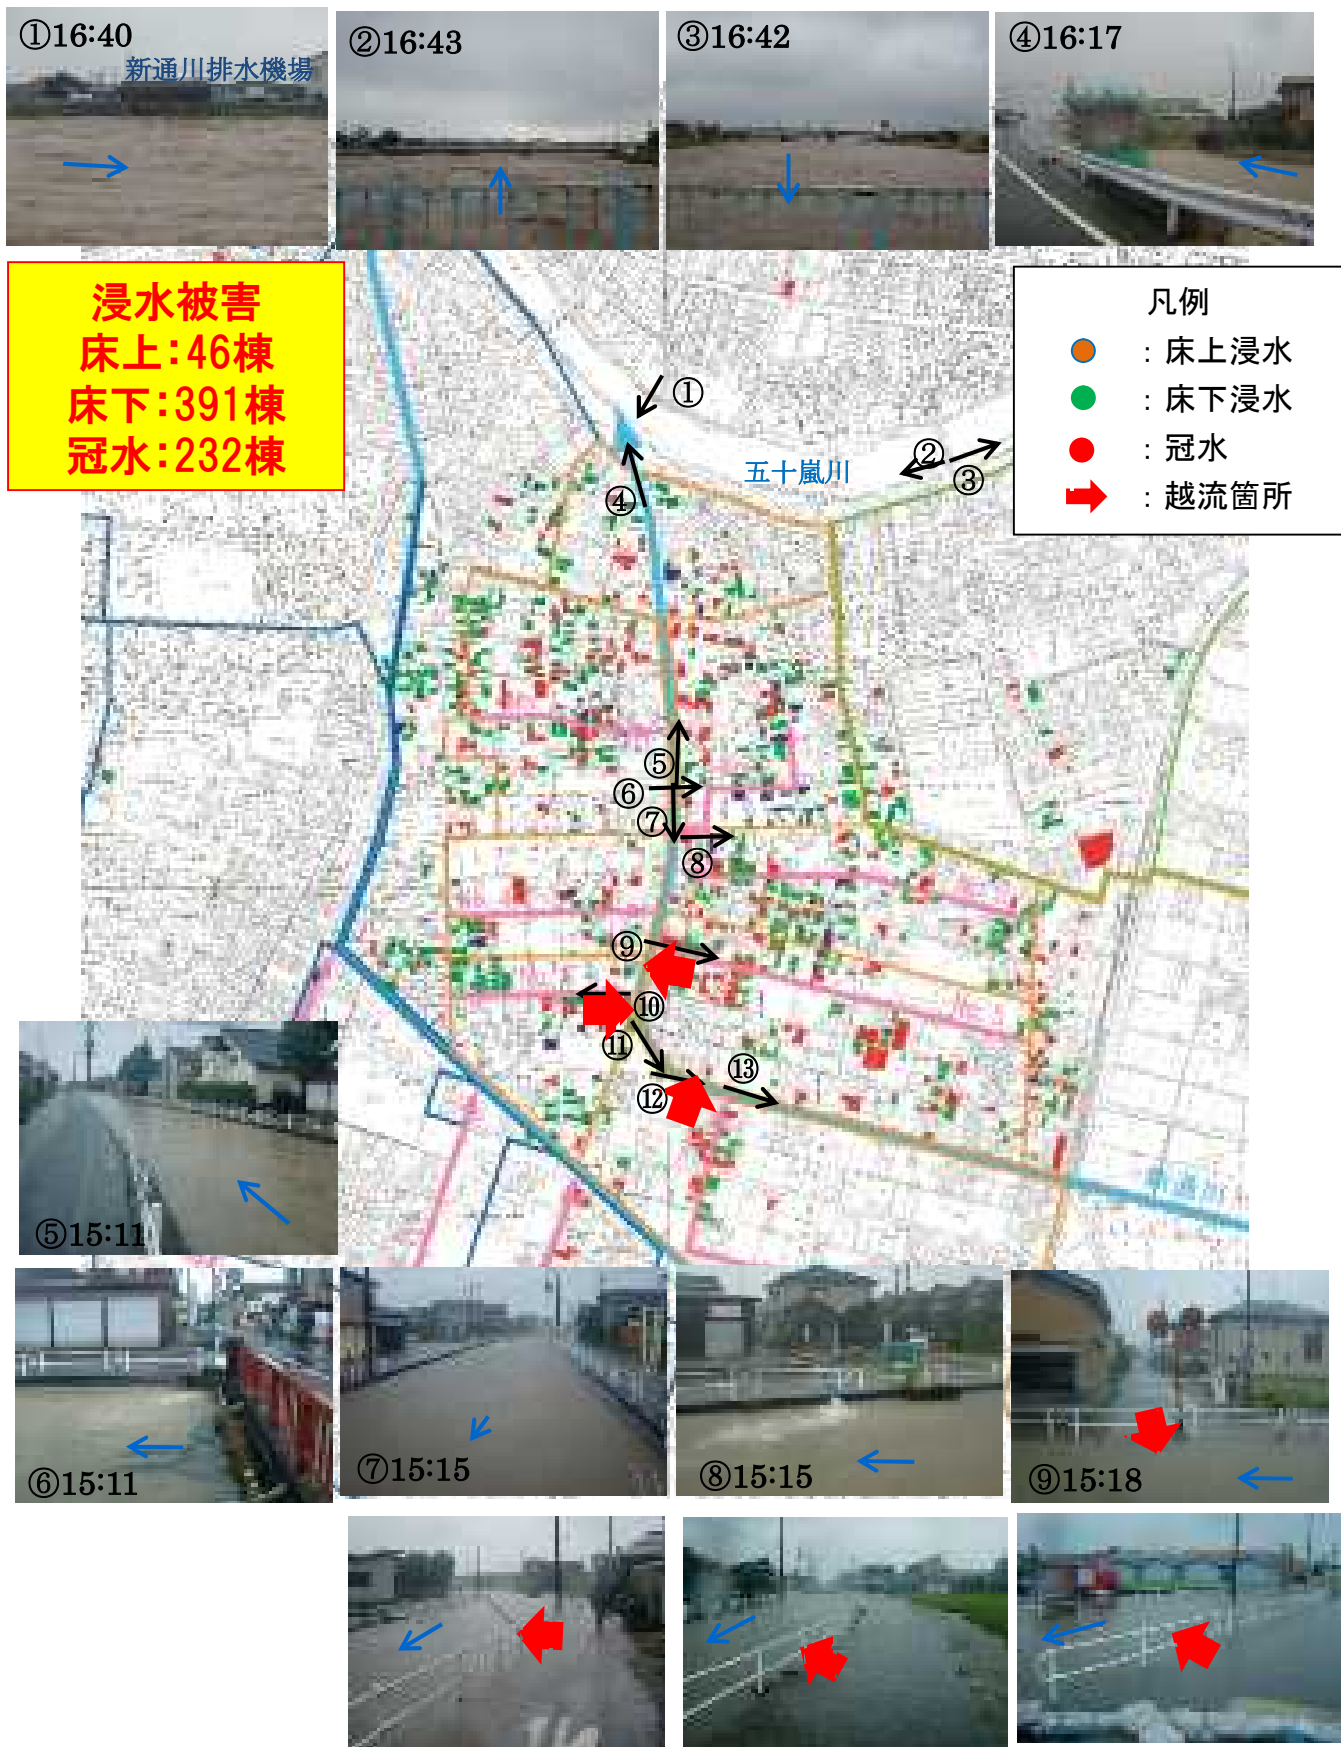 ①16:40
新通川排水機場
②16:43
③16:42
④16:17
浸水被害
床上:46棟
床下:391棟
冠水:232棟
凡例
:床上浸水
:床下浸水
:冠水
:越流箇所
①
②
③
五十嵐川
④
⑤
⑥
⑦
⑧
⑨
⑩
⑪
⑫
⑬
⑤15:11
⑥15:11
⑦15:15
⑧15:15
⑨15:18